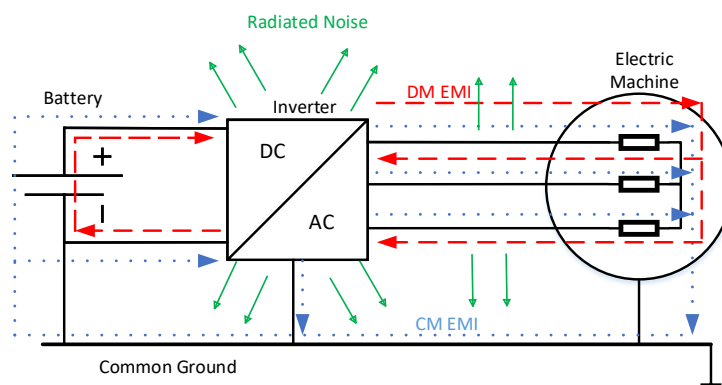 Radiated Noise
Electric
Machine
Battery
DM EMI
Inverter
+
DC
AC
CM EMI
Common Ground